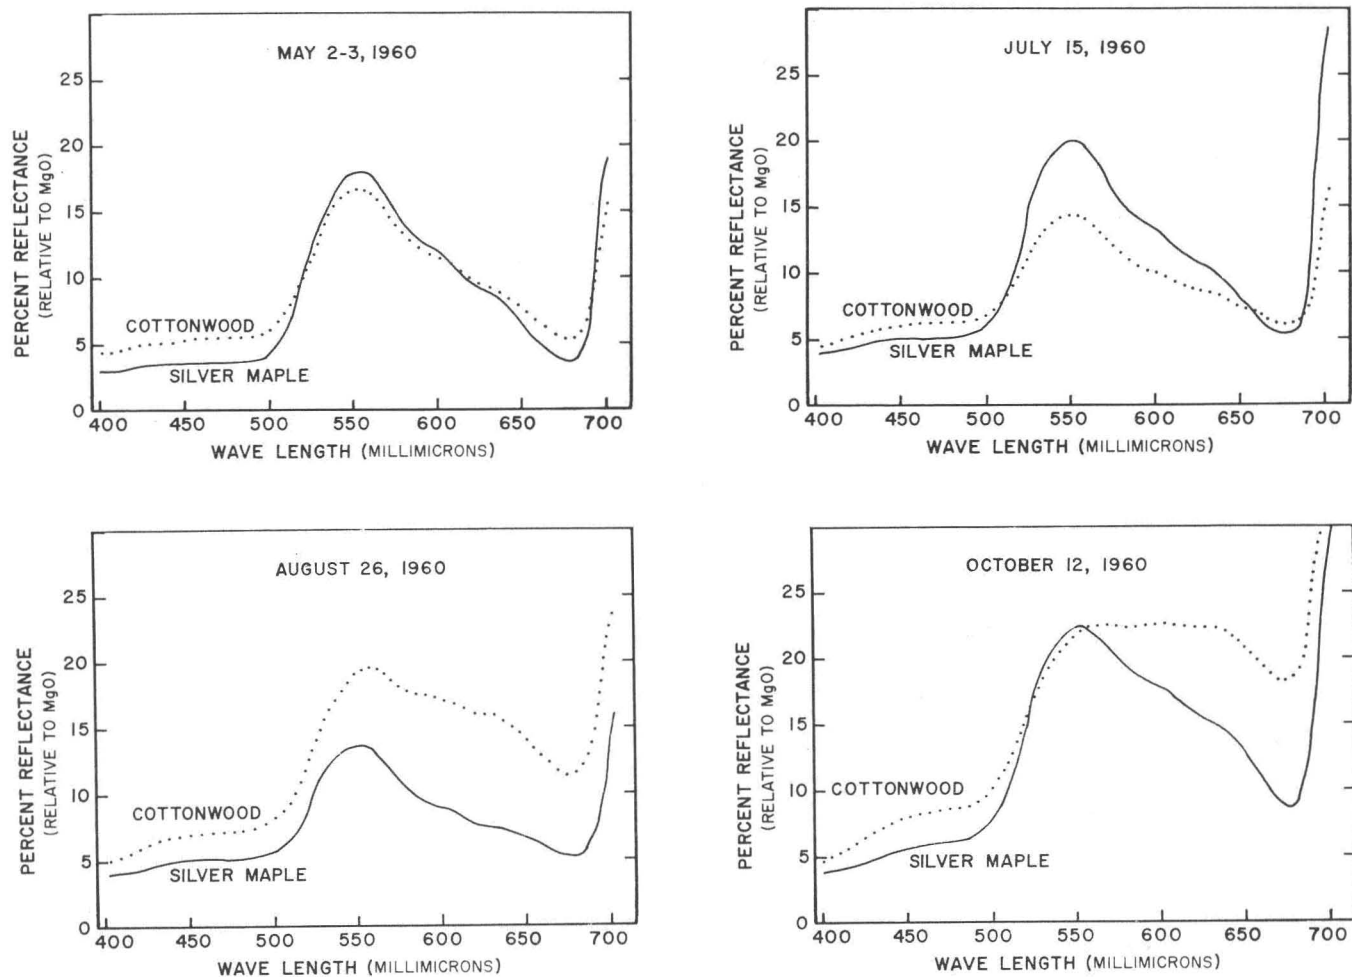 MAY 2-3, 1960
PERCENT REFLECTANCE
(RELATIVE TO MgO)
25
20
15
10
5
0
COTTONWOOD
SILVER MAPLE
400 450 500 550 600 650 700
WAVE LENGTH (MILLIMICRONS)
JULY 15, 1960
PERCENT REFLECTANCE
(RELATIVE TO MgO)
25
20
15
10
5
0
COTTONWOOD
SILVER MAPLE
400 450 500 550 600 650 700
WAVE LENGTH (MILLIMICRONS)
AUGUST 26, 1960
PERCENT REFLECTANCE
(RELATIVE TO MgO)
25
20
15
10
5
0
COTTONWOOD
SILVER MAPLE
400 450 500 550 600 650 700
WAVE LENGTH (MILLIMICRONS)
OCTOBER 12, 1960
PERCENT REFLECTANCE
(RELATIVE TO MgO)
25
20
15
10
5
0
COTTONWOOD
SILVER MAPLE
400 450 500 550 600 650 700
WAVE LENGTH (MILLIMICRONS)